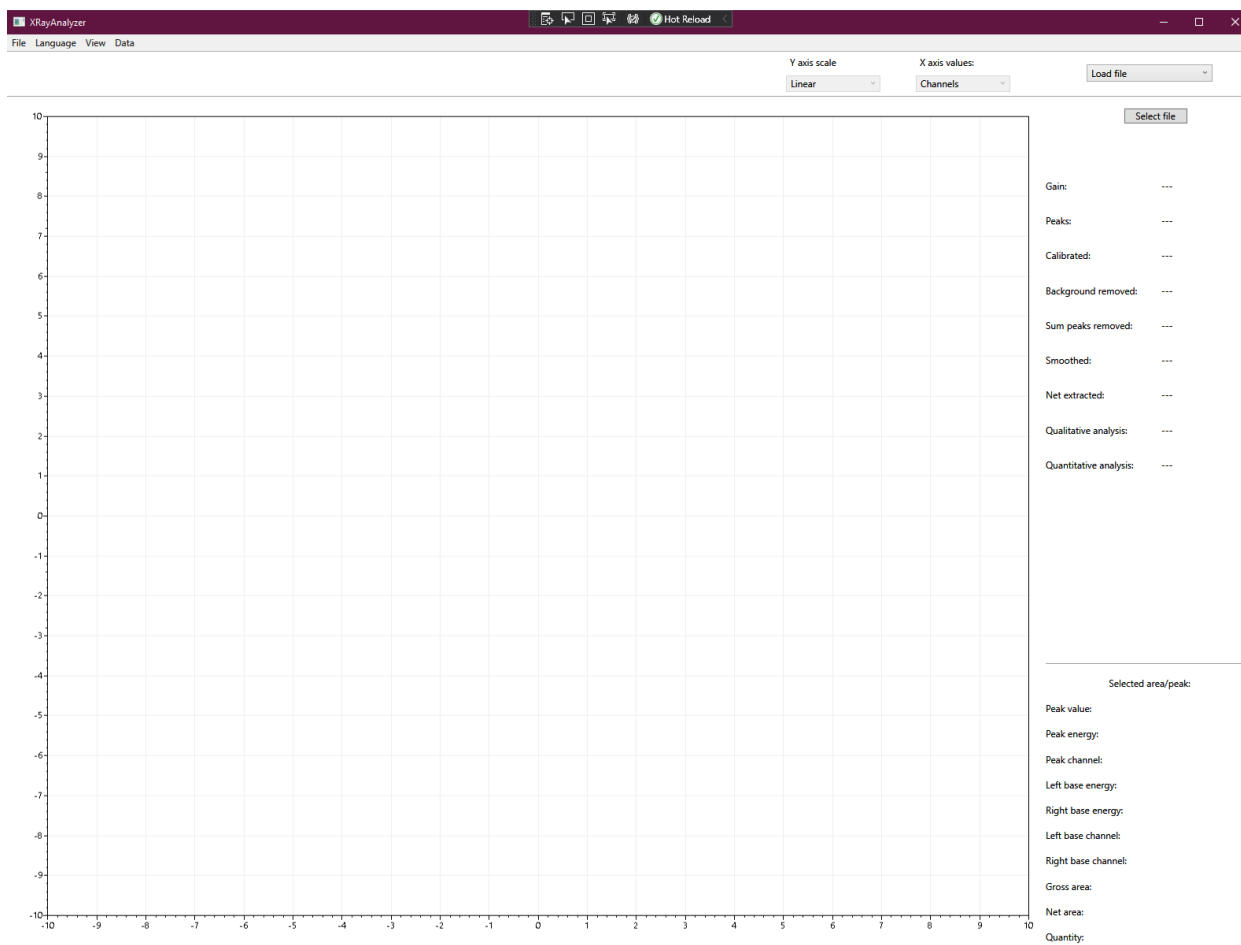 XRayAnalyzer
Hot Reload
File Language View Data
Y axis scale
X axis values:
Linear
Channels
Load file
Select file
10
9
8
7
6
5
4
3
2
1
0
-1
-2
-3
-4
-5
-6
-7
-8
-9
-10
-10 -9 -8 -7 -6 -5 -4 -3 -2 -1 0 1 2 3 4 5 6 7 8 9 10
Gain: ---
Peaks: ---
Calibrated: ---
Background removed: ---
Sum peaks removed: ---
Smoothed: ---
Net extracted: ---
Qualitative analysis: ---
Quantitative analysis: ---
Selected area/peak:
Peak value:
Peak energy:
Peak channel:
Left base energy:
Right base energy:
Left base channel:
Right base channel:
Gross area:
Net area:
Quantity: